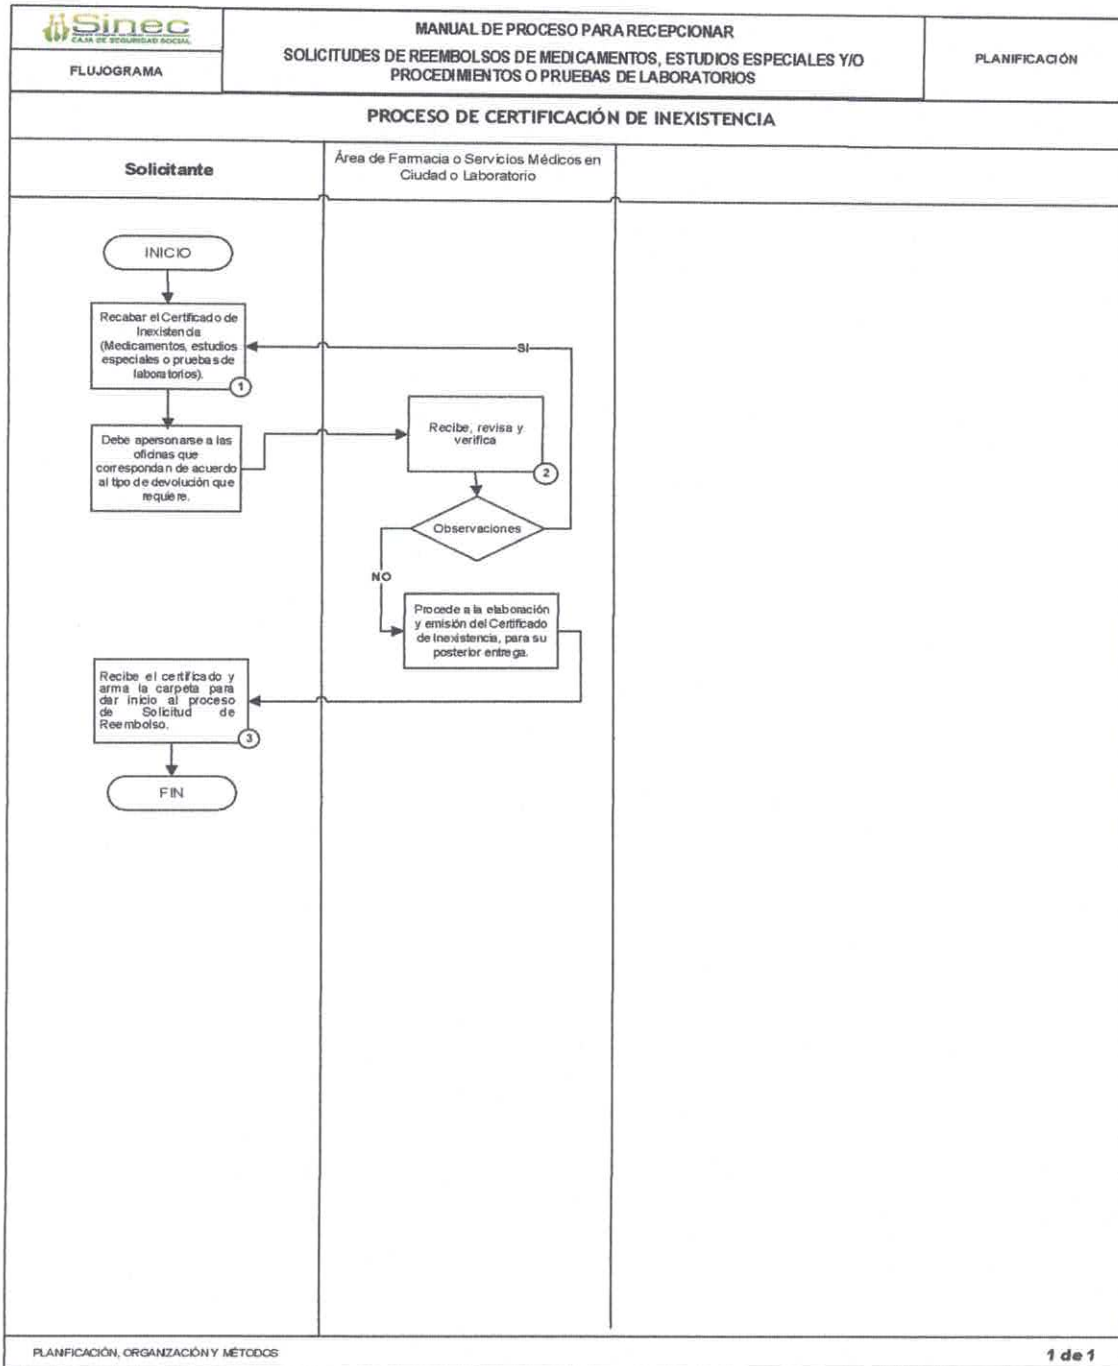 Sinec
CAJA DE SEGURIDAD SOCIAL
FLUJOGRAMA
MANUAL DE PROCESO PARA RECEPCIONAR
SOLICITUDES DE REEMBOLSOS DE MEDICAMENTOS, ESTUDIOS ESPECIALES Y/O
PROCEDIMIENTOS O PRUEBAS DE LABORATORIOS
PLANIFICACIÓN
PROCESO DE CERTIFICACIÓN DE INEXISTENCIA
Solicitante
Área de Farmacia o Servicios Médicos en
Ciudad o Laboratorio
INICIO
Recabar el Certificado de
Inexistencia
(Medicamentos, estudios
especiales o pruebas de
laboratorios).
1
SI
Debe apersonarse a las
oficinas que
correspondan de acuerdo
al tipo de devolución que
requiere.
Recibe, revisa y
verifica
2
Observaciones
NO
Procede a la elaboración
y emisión del Certificado
de Inexistencia, para su
posterior entrega.
Recibe el certificado y
arma la carpeta para
dar inicio al proceso
de Solicitud de
Reembolso.
3
FIN
PLANIFICACIÓN, ORGANIZACIÓN Y MÉTODOS
1 de 1